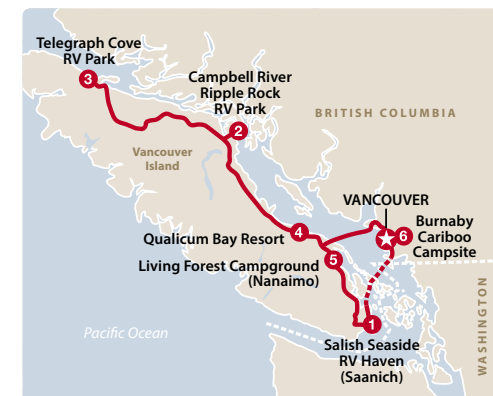 Telegraph Cove
RV Park
3
Campbell River
Ripple Rock
RV Park
2
BRITISH COLUMBIA
Vancouver
Island
VANCOUVER
Burnaby
Cariboo
Campsite
6
4
Qualicum Bay Resort
5
Living Forest Campground
(Nanaimo)
Pacific Ocean
1
Salish Seaside
RV Haven
(Saanich)
WASHINGTON